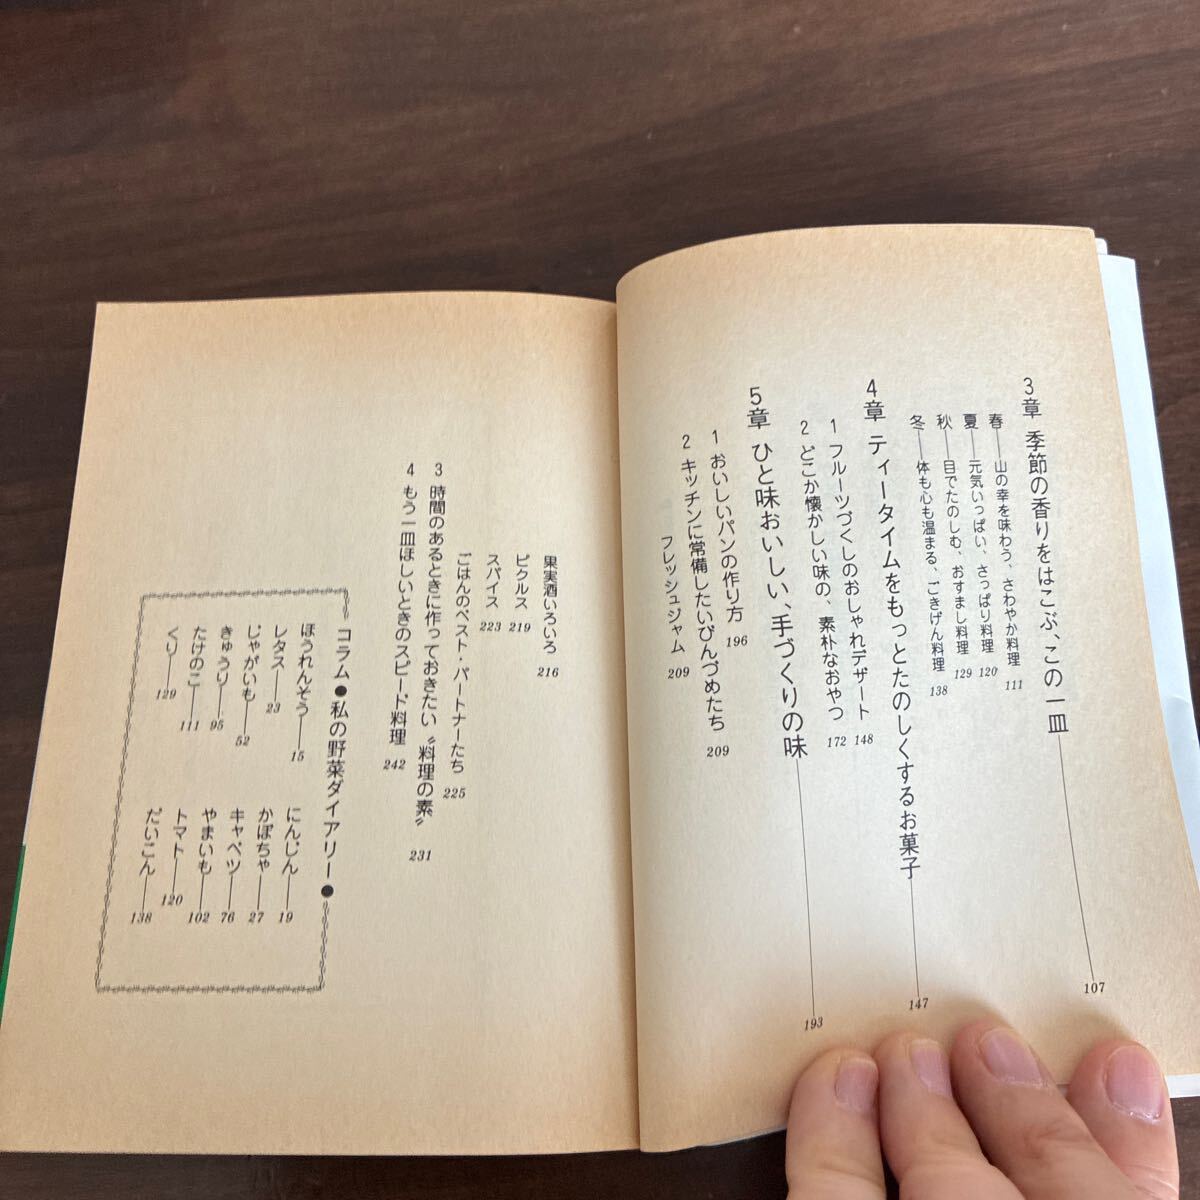 3章 季節の香りをはこぶ、この一皿 107
春――山の幸を味わう、さわやか料理 111
夏――元気いっぱい、さっぱり料理 120
秋――目でたのしむ、おすまし料理 129
冬――体も心も温まる、ごきげん料理 138
4章 ティータイムをもっとたのしくするお菓子 147
1 フルーツづくしのおしゃれデザート 148
2 どこか懐かしい味の、素朴なおやつ 172
5章 ひと味おいしい、手づくりの味 193
1 おいしいパンの作り方 196
2 キッチンに常備したいびんづめたち 209
フレッシュジャム 209
果実酒いろいろ 216
ピクルス 219
スパイス 223
ごはんのベスト・パートナーたち 225
3 時間のあるときに作っておきたい〝料理の素〟 231
4 もう一皿ほしいときのスピード料理 242
コラム●私の野菜ダイアリー●
ほうれんそう――15
レタス――23
じゃがいも――52
きゅうり――95
たけのこ――111
くり――129
にんじん――19
かぼちゃ――27
キャベツ――76
やまいも――102
トマト――120
だいこん――138